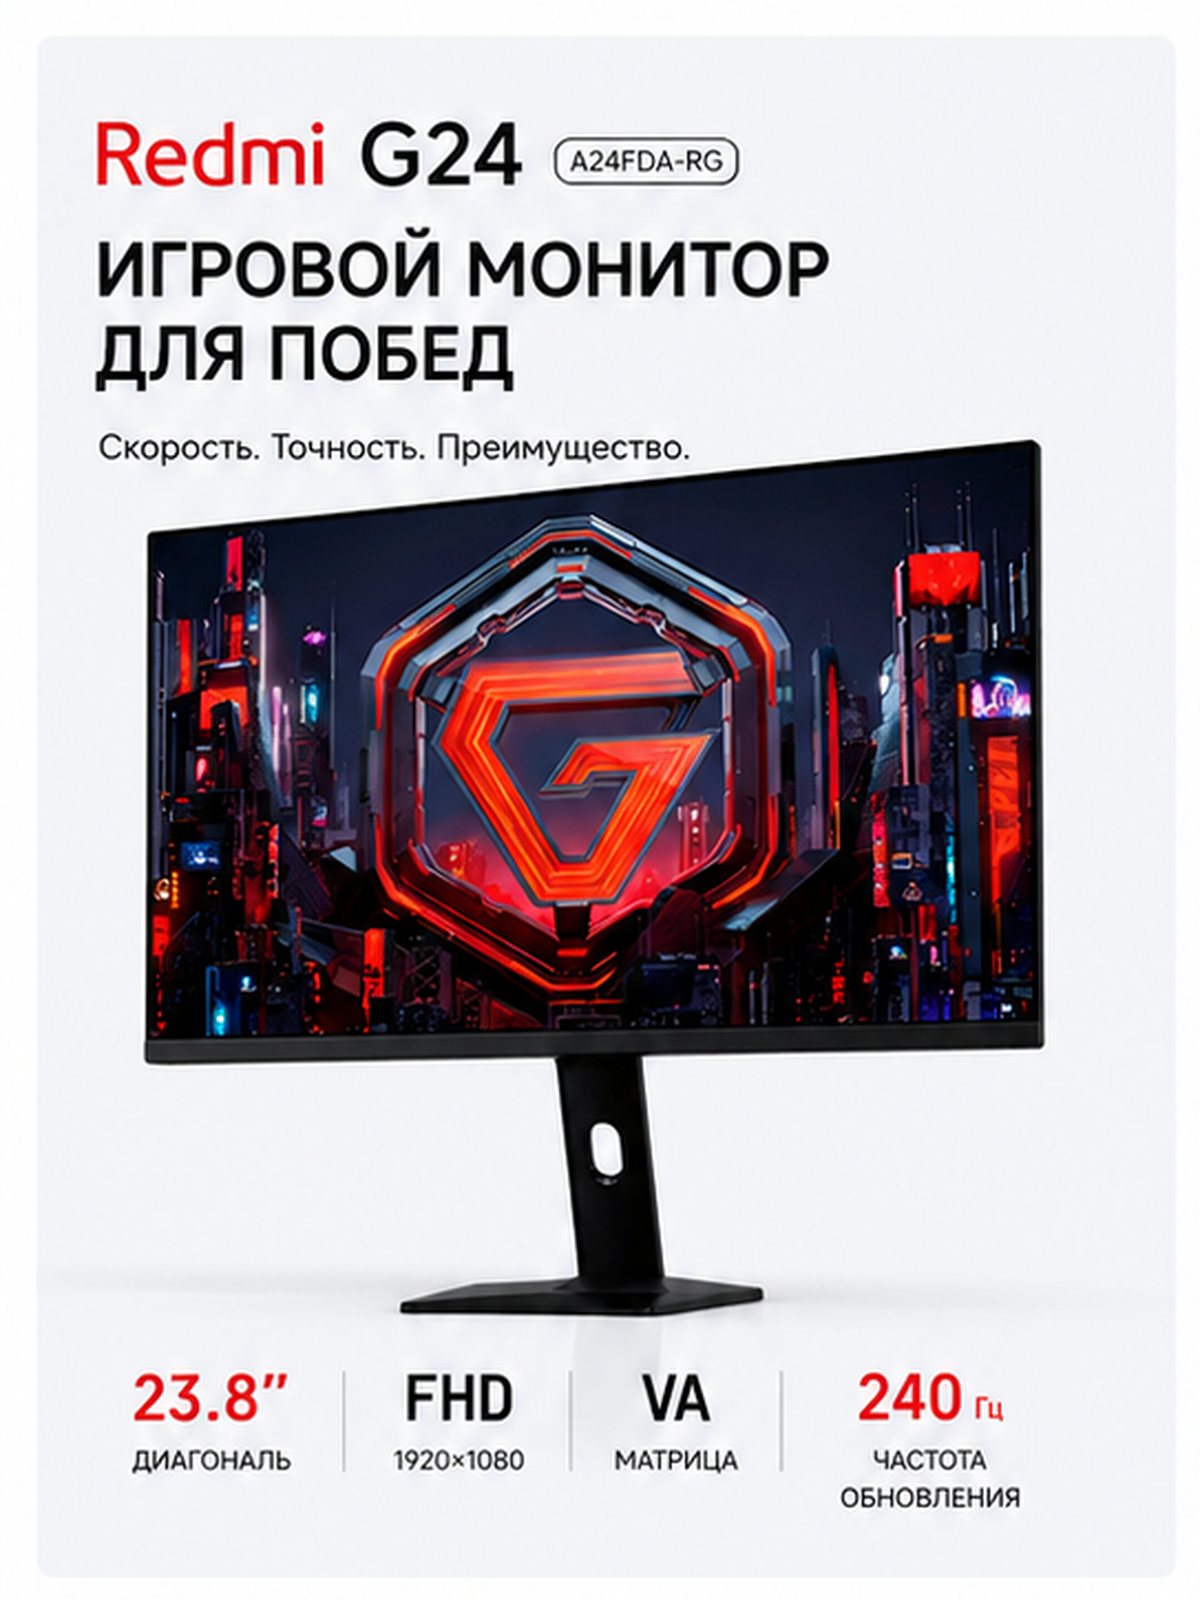 Redmi G24 A24FDA-RG
ИГРОВОЙ МОНИТОР
ДЛЯ ПОБЕД
Скорость. Точность. Преимущество.
23.8″ FHD VA 240 Гц
ДИАГОНАЛЬ 1920×1080 МАТРИЦА ЧАСТОТА
ОБНОВЛЕНИЯ